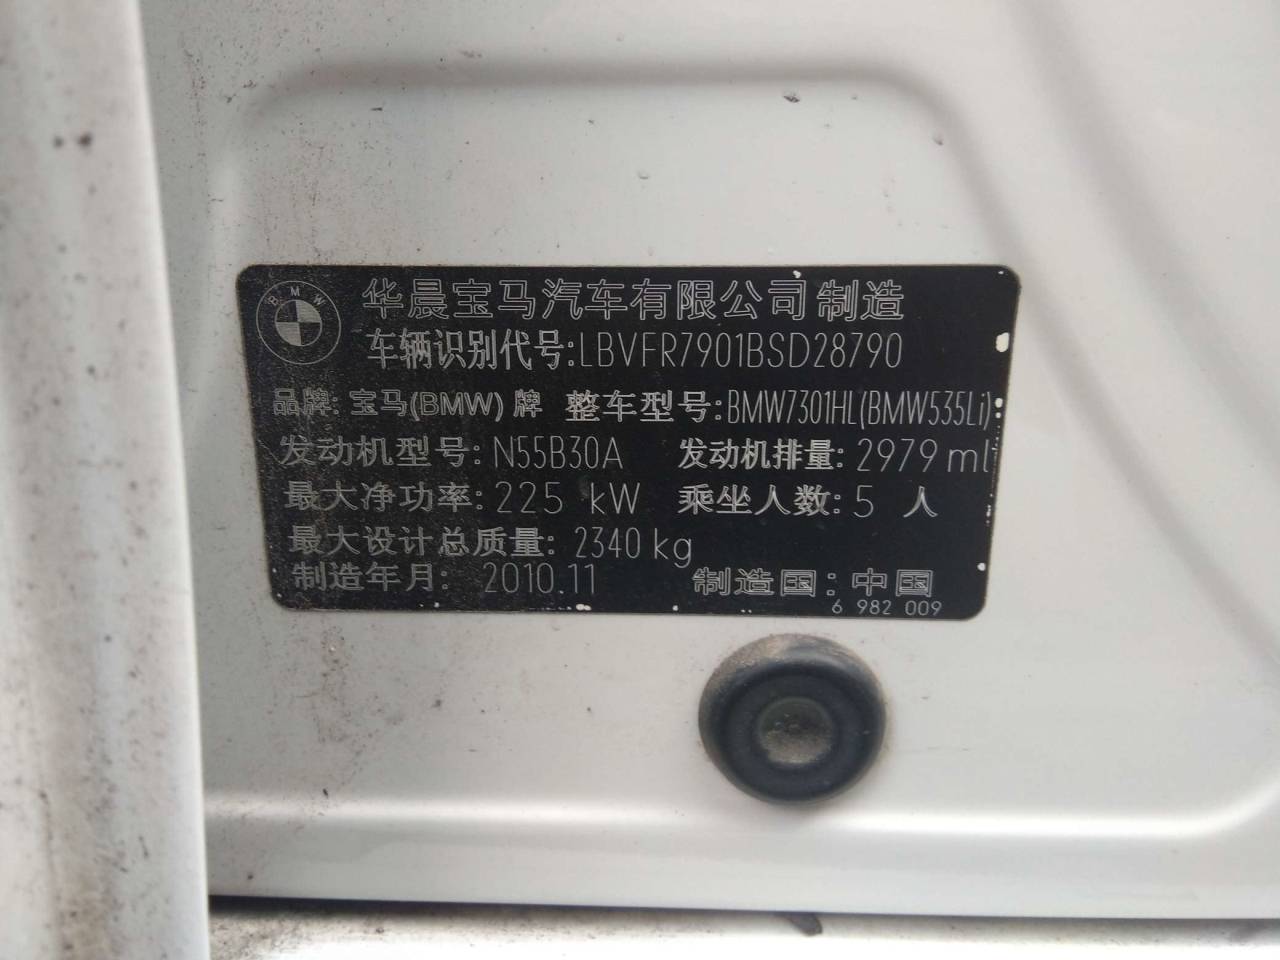 BMW
华晨宝马汽车有限公司制造
车辆识别代号:LBVFR7901BSD28790
品牌: 宝马(BMW) 牌 整车型号:BMW7301HL(BMW535Li)
发动机型号: N55B30A 发动机排量: 2979 ml
最大净功率: 225 kW 乘坐人数: 5 人
最大设计总质量: 2340 kg
制造年月: 2010.11 制造国: 中国
6 982 009